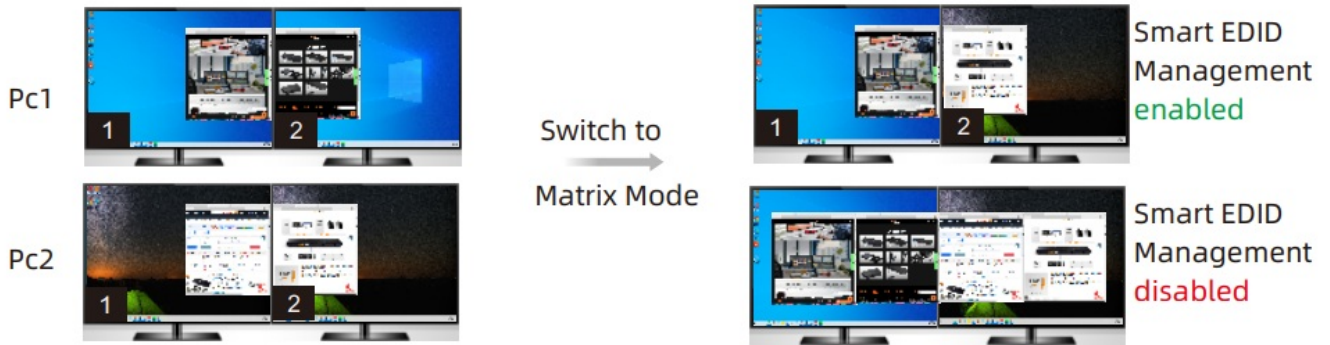 Pc1
1
2
Switch to
Matrix Mode
1
2
Smart EDID
Management
enabled
Pc2
1
2
Smart EDID
Management
disabled